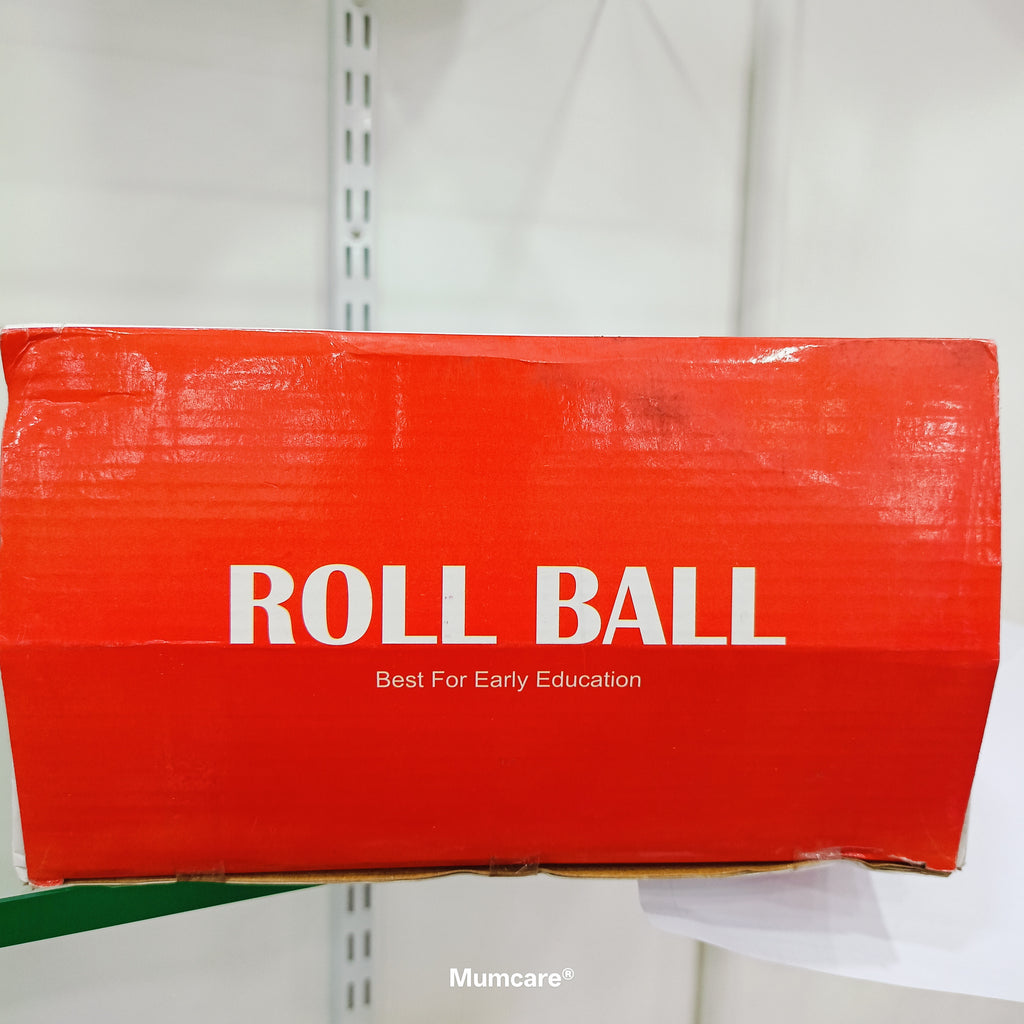 ROLL BALL
Best For Early Education
Mumcare®